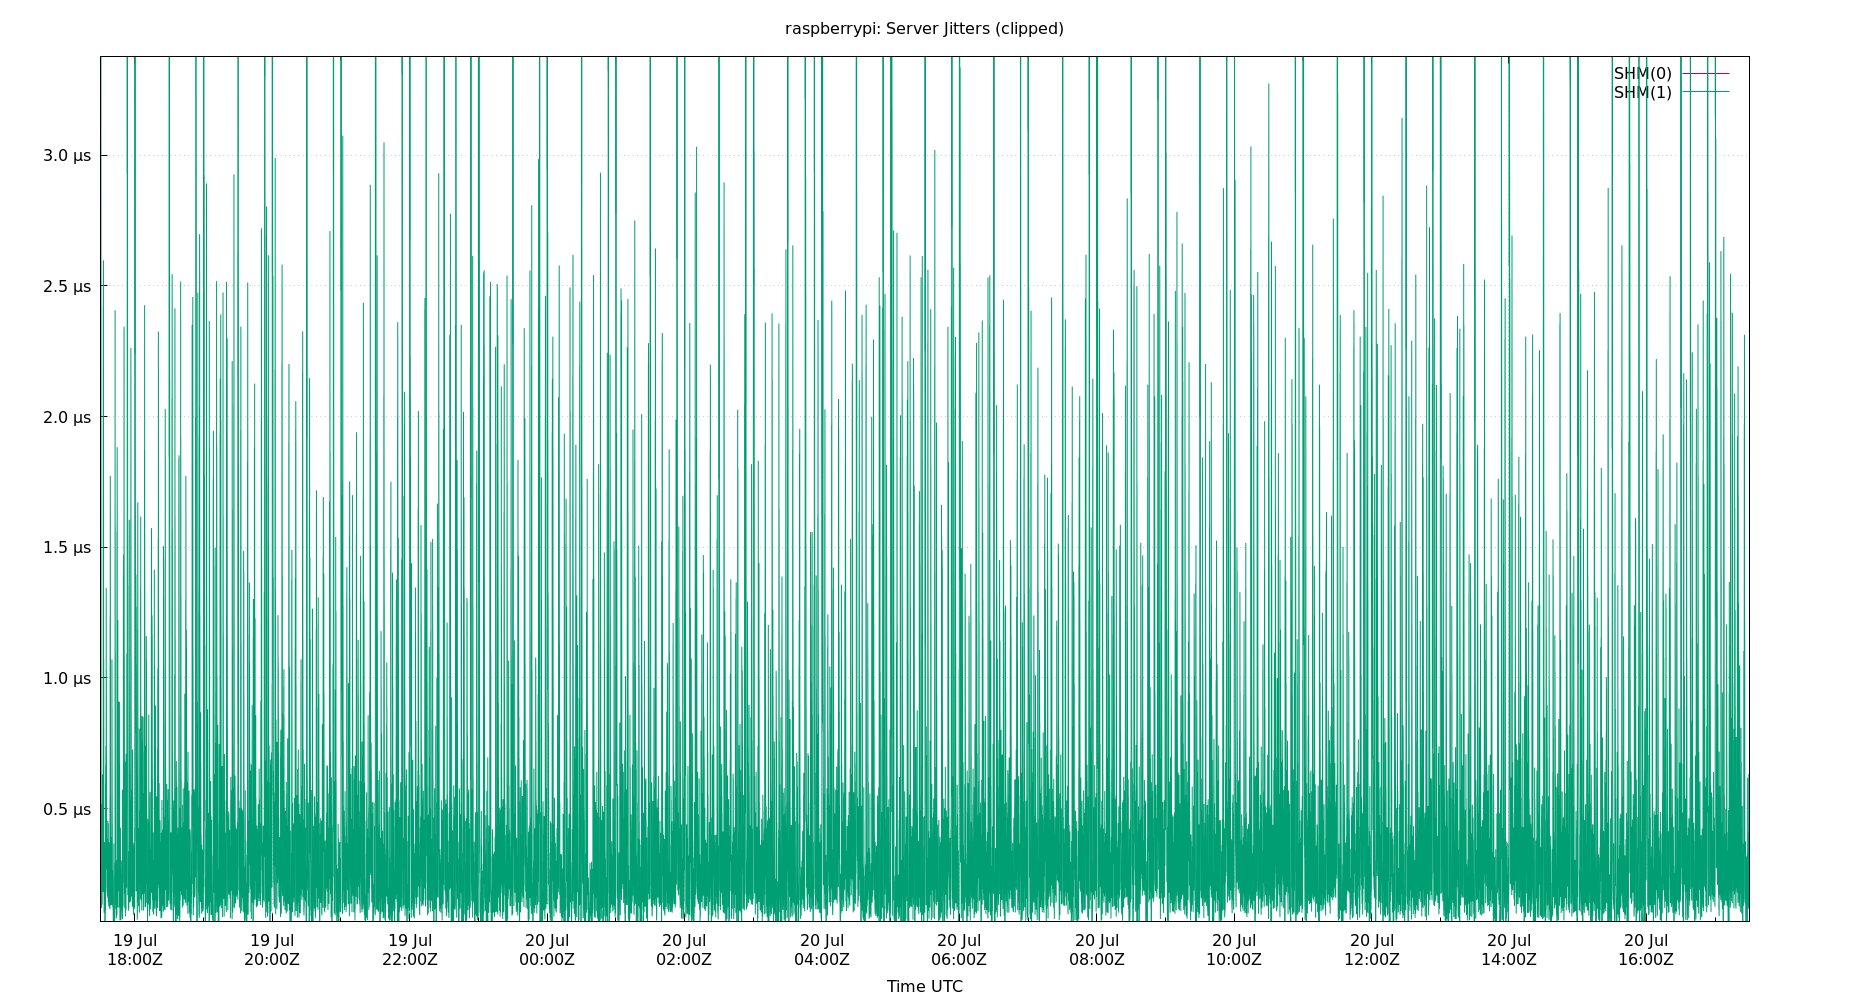 raspberrypi: Server Jitters (clipped)
SHM(0)
SHM(1)
3.0 µs
2.5 µs
2.0 µs
1.5 µs
1.0 µs
0.5 µs
19 Jul 19 Jul 19 Jul 20 Jul 20 Jul 20 Jul 20 Jul 20 Jul 20 Jul 20 Jul 20 Jul 20 Jul
18:00Z 20:00Z 22:00Z 00:00Z 02:00Z 04:00Z 06:00Z 08:00Z 10:00Z 12:00Z 14:00Z 16:00Z
Time UTC